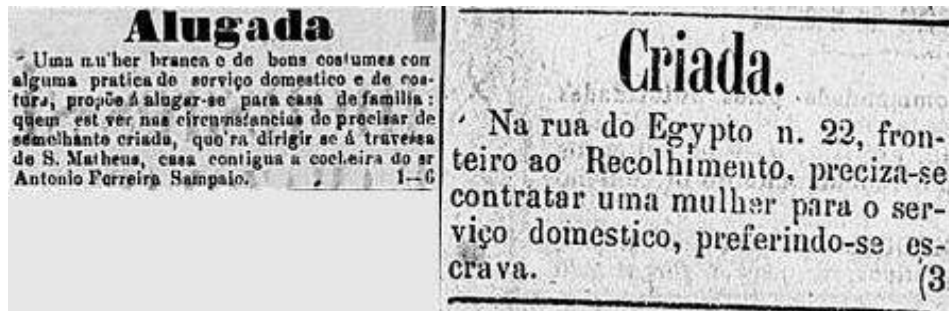 Alugada
Uma mulher branca e de bons costumes com
alguma pratica de serviço domestico e de cos-
tura, propõe á alugar-se para casa de familia:
quem est ver nas circumstancias de precisar de
semelhante criada, que'ra dirigir se á travessa
de S. Matheus, casa contigua a cocheira do sr
Antonio Ferreira Sampaio. 1—6
Criada.
Na rua do Egypto n. 22, fron-
teiro ao Recolhimento, preciza-se
contratar uma mulher para o ser-
viço domestico, preferindo-se es-
crava. (3